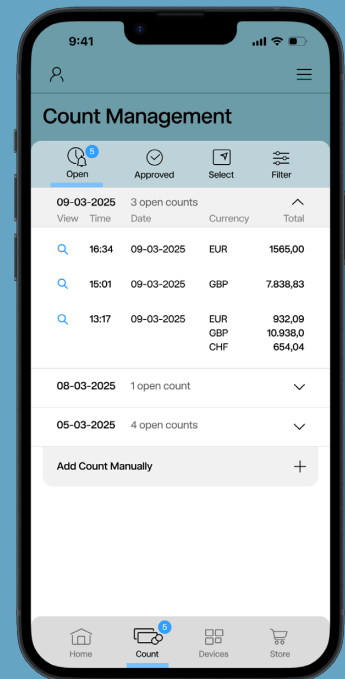 9:41
Count Management
5
Open
Approved
Select
Filter
09-03-2025 3 open counts
View Time Date Currency Total
16:34 09-03-2025 EUR 1565,00
15:01 09-03-2025 GBP 7.838,83
13:17 09-03-2025 EUR 932,09
GBP 10.938,0
CHF 654,04
08-03-2025 1 open count
05-03-2025 4 open counts
Add Count Manually
5
Home
Count
Devices
Store